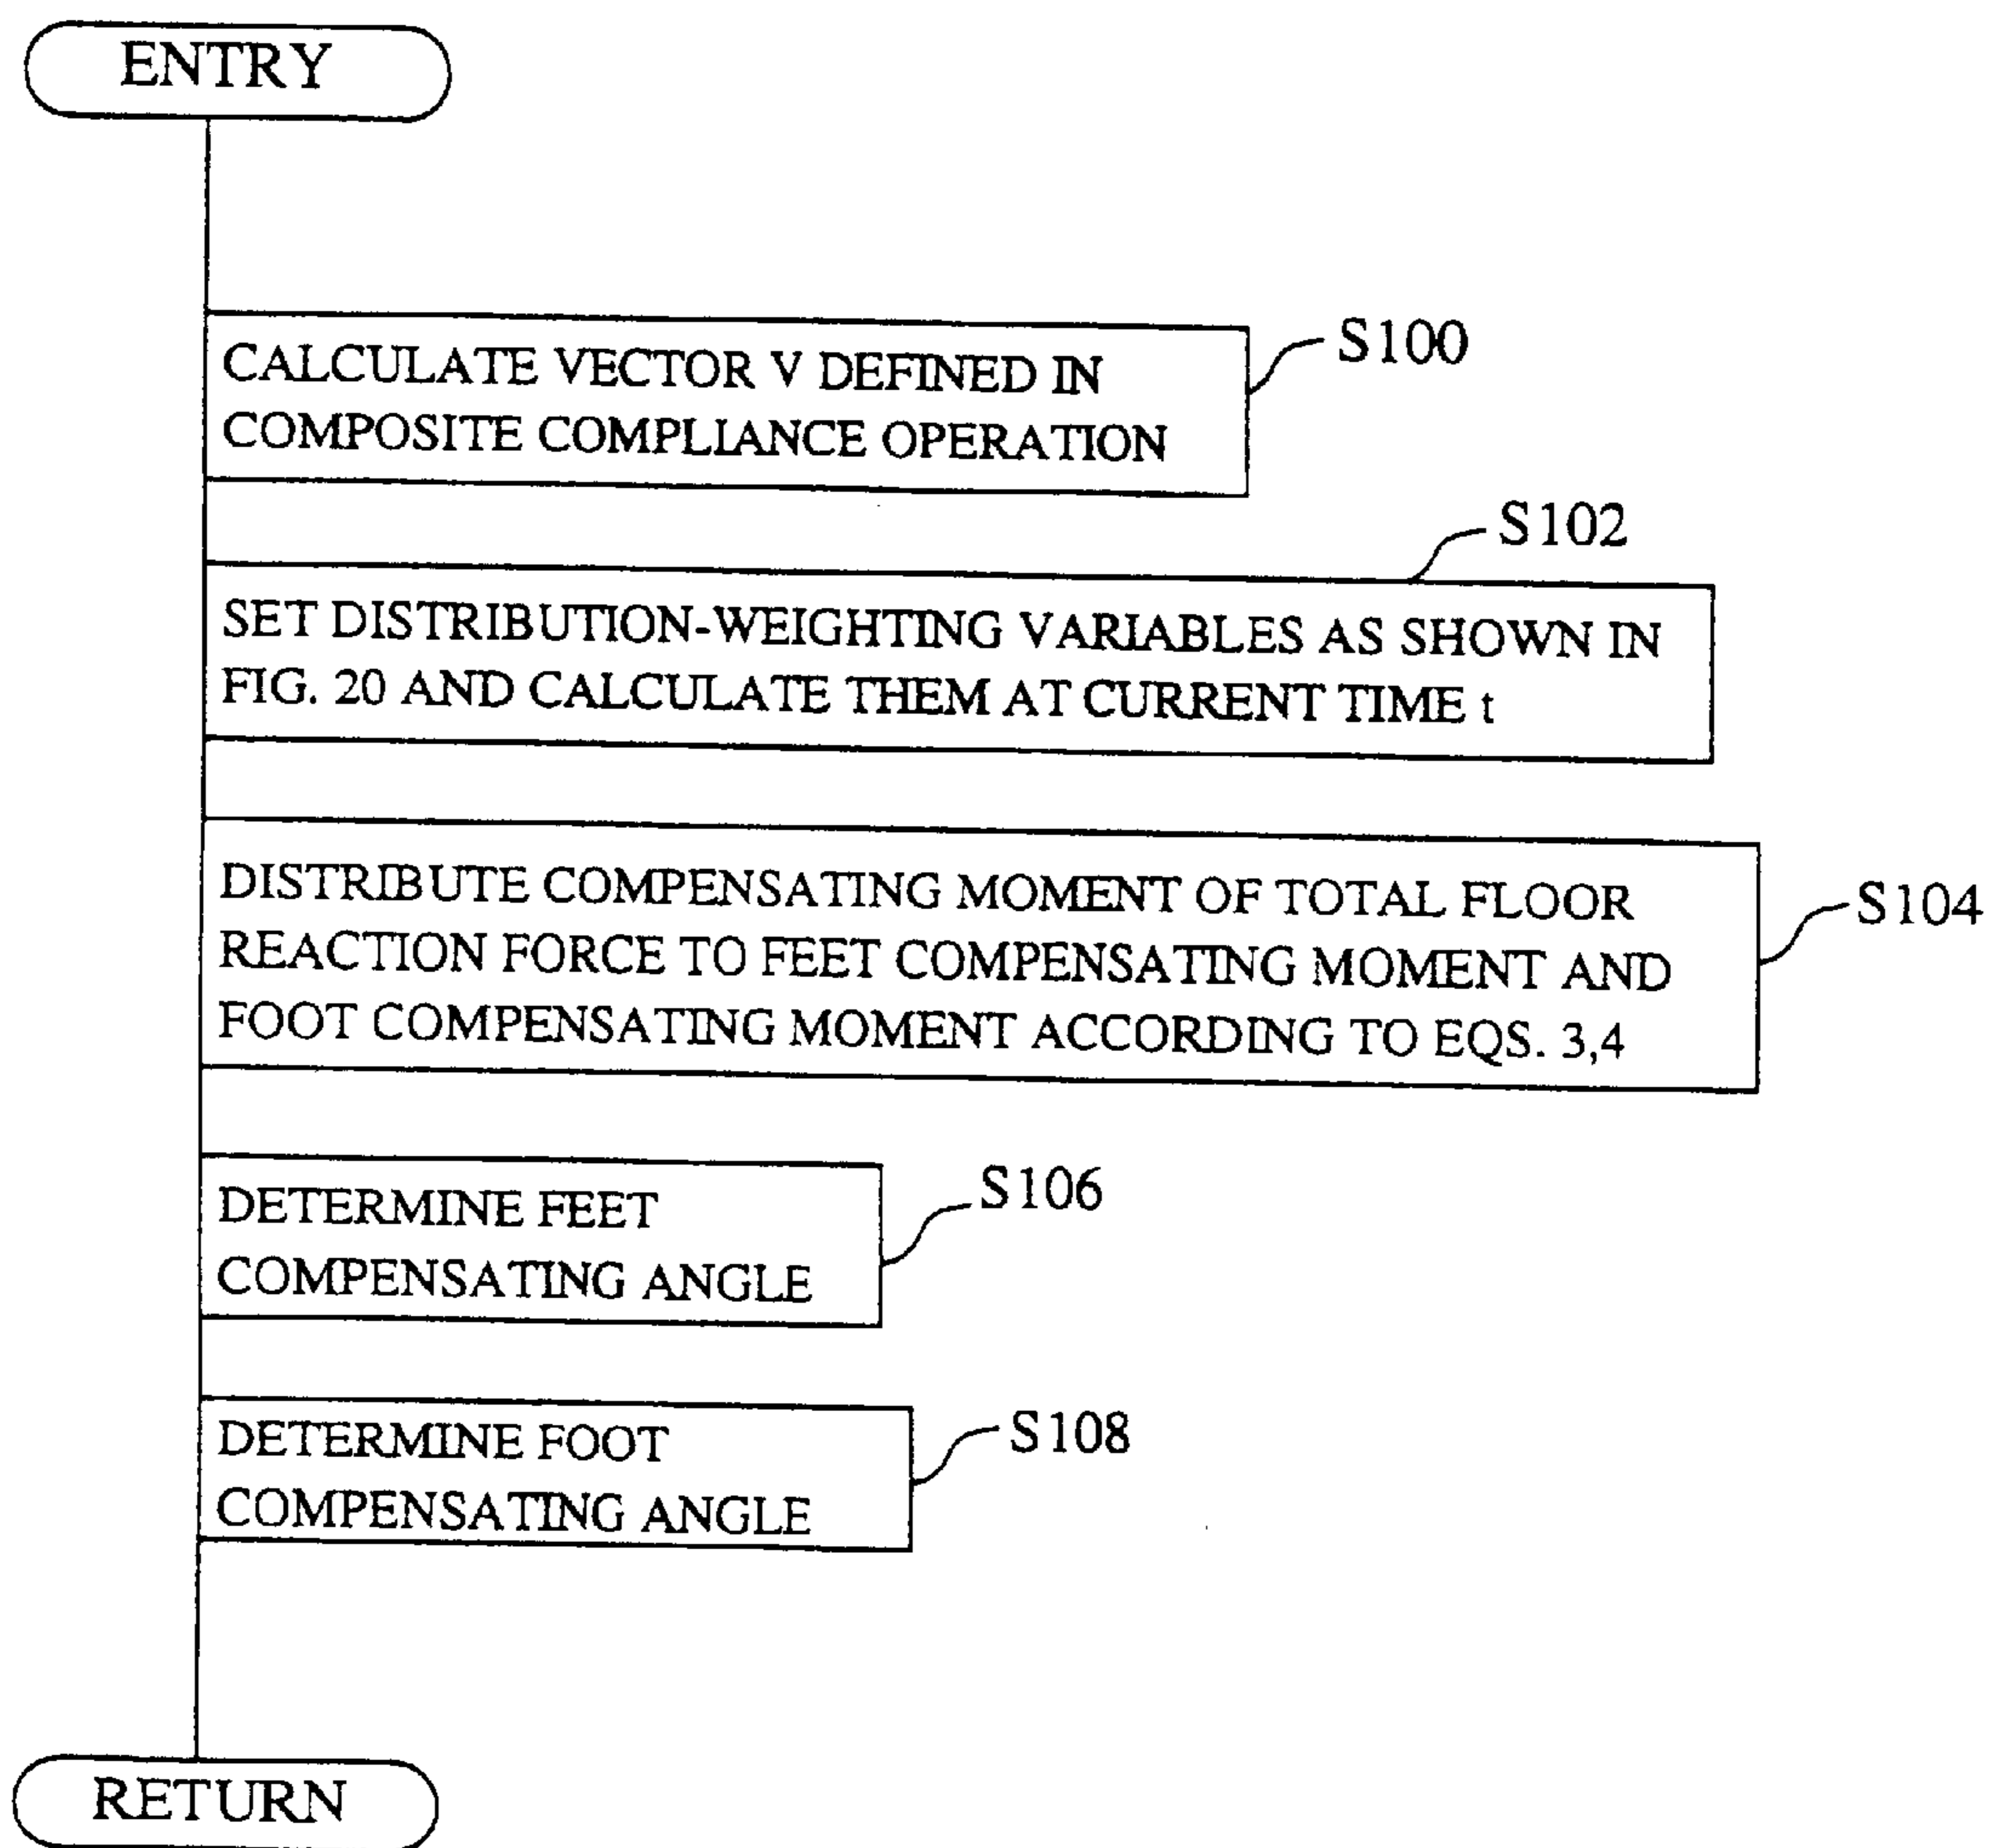 ENTRY
CALCULATE VECTOR V DEFINED IN
COMPOSITE COMPLIANCE OPERATION
S100
SET DISTRIBUTION-WEIGHTING VARIABLES AS SHOWN IN
FIG. 20 AND CALCULATE THEM AT CURRENT TIME t
S102
DISTRIBUTE COMPENSATING MOMENT OF TOTAL FLOOR
REACTION FORCE TO FEET COMPENSATING MOMENT AND
FOOT COMPENSATING MOMENT ACCORDING TO EQS. 3,4
S104
DETERMINE FEET
COMPENSATING ANGLE
S106
DETERMINE FOOT
COMPENSATING ANGLE
S108
RETURN